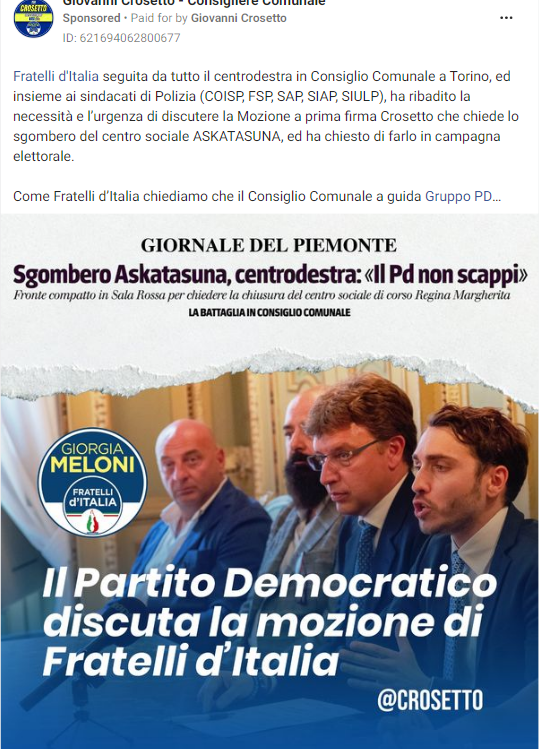 Giovanni Crosetto - Consigliere Comunale
Sponsored • Paid for by Giovanni Crosetto
ID: 621694062800677
Fratelli d'Italia seguita da tutto il centrodestra in Consiglio Comunale a Torino, ed
insieme ai sindacati di Polizia (COISP, FSP, SAP, SIAP, SIULP), ha ribadito la
necessità e l'urgenza di discutere la Mozione a prima firma Crosetto che chiede lo
sgombero del centro sociale ASKATASUNA, ed ha chiesto di farlo in campagna
elettorale.
Come Fratelli d'Italia chiediamo che il Consiglio Comunale a guida Gruppo PD...
GIORNALE DEL PIEMONTE
Sgombero Askatasuna, centrodestra: «Il Pd non scappi»
Fronte compatto in Sala Rossa per chiedere la chiusura del centro sociale di corso Regina Margherita
LA BATTAGLIA IN CONSIGLIO COMUNALE
GIORGIA
MELONI
FRATELLI
d'ITALIA
Il Partito Democratico
discuta la mozione di
Fratelli d'Italia
@CROSETTO